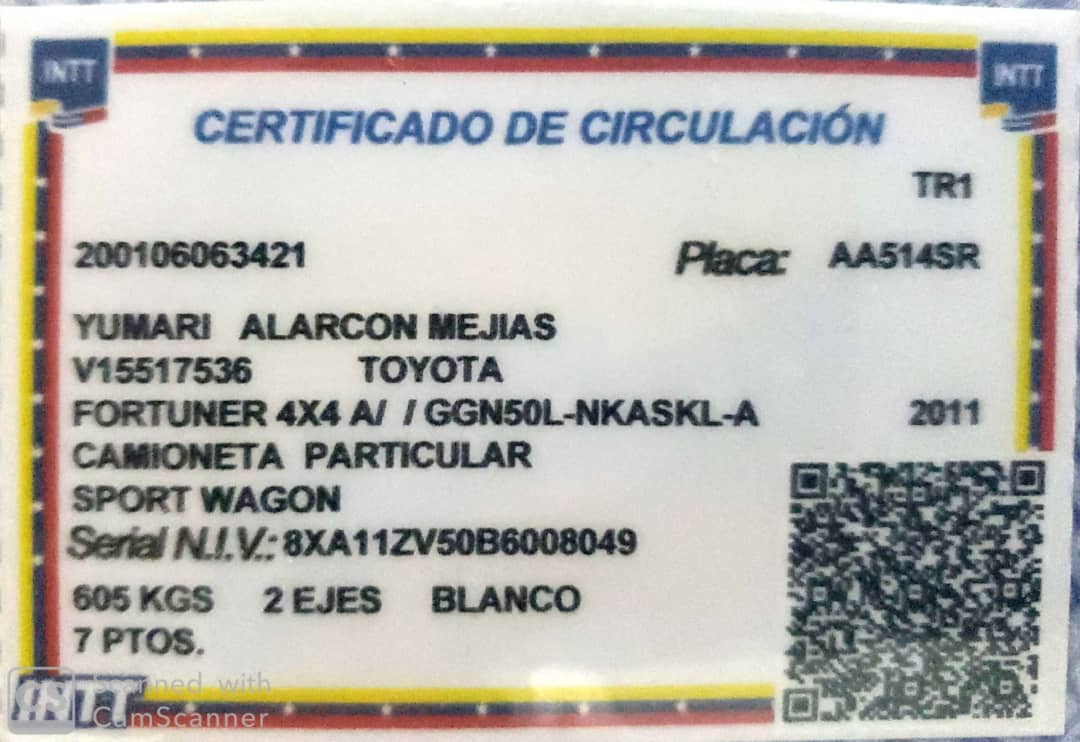 INTT
INTT
CERTIFICADO DE CIRCULACIÓN
TR1
200106063421 Placa: AA514SR
YUMARI ALARCON MEJIAS
V15517536 TOYOTA
FORTUNER 4X4 A/ / GGN50L-NKASKL-A 2011
CAMIONETA PARTICULAR
SPORT WAGON
Serial N.I.V.: 8XA11ZV50B6008049
605 KGS 2 EJES BLANCO
7 PTOS.
INTT
CS
Scanned with
CamScanner